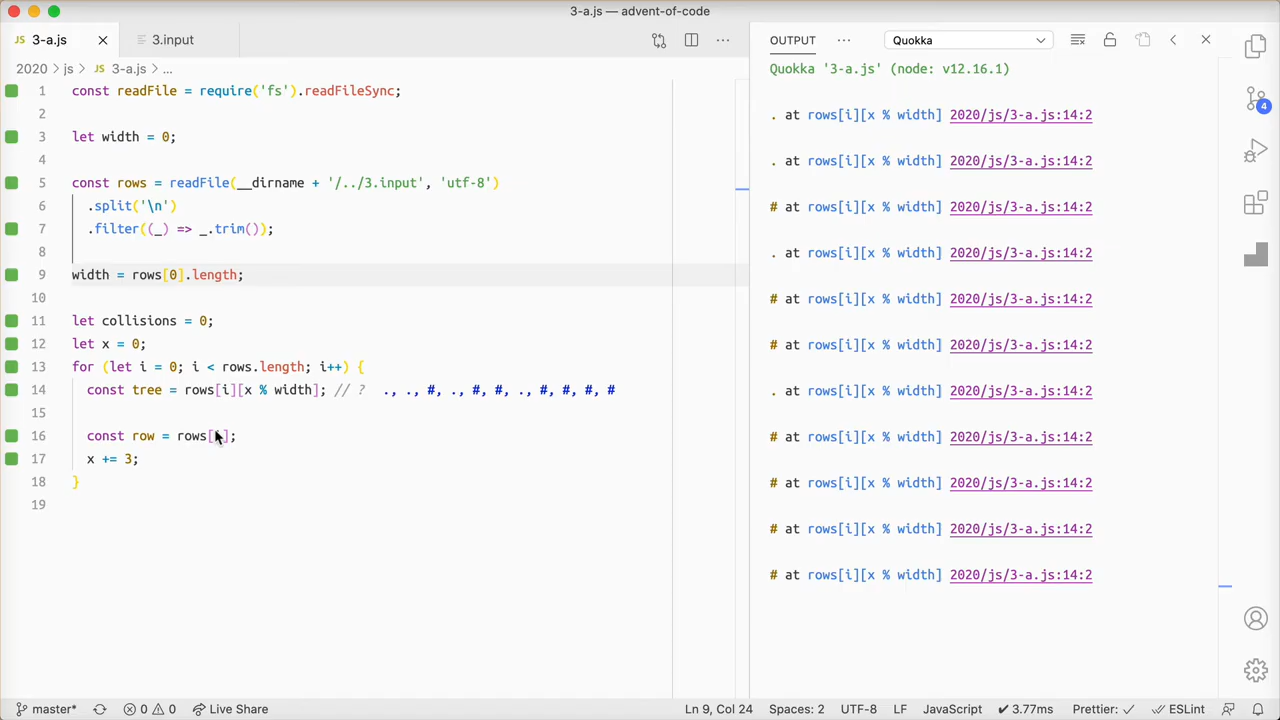 3-a.js — advent-of-code
JS 3-a.js
3.input
2020 > js > JS 3-a.js > ...
1 const readFile = require('fs').readFileSync;
2
3 let width = 0;
4
5 const rows = readFile(__dirname + '/../3.input', 'utf-8')
6 .split('\n')
7 .filter((_) => _.trim());
8
9 width = rows[0].length;
10
11 let collisions = 0;
12 let x = 0;
13 for (let i = 0; i < rows.length; i++) {
14 const tree = rows[i][x % width]; // ? ., ., #, ., #, #, ., #, #, #, #
15
16 const row = rows[i];
17 x += 3;
18 }
19
OUTPUT ... Quokka
Quokka '3-a.js' (node: v12.16.1)
. at rows[i][x % width] 2020/js/3-a.js:14:2
. at rows[i][x % width] 2020/js/3-a.js:14:2
# at rows[i][x % width] 2020/js/3-a.js:14:2
. at rows[i][x % width] 2020/js/3-a.js:14:2
# at rows[i][x % width] 2020/js/3-a.js:14:2
# at rows[i][x % width] 2020/js/3-a.js:14:2
. at rows[i][x % width] 2020/js/3-a.js:14:2
# at rows[i][x % width] 2020/js/3-a.js:14:2
# at rows[i][x % width] 2020/js/3-a.js:14:2
# at rows[i][x % width] 2020/js/3-a.js:14:2
# at rows[i][x % width] 2020/js/3-a.js:14:2
4
master* 0 0 Live Share Ln 9, Col 24 Spaces: 2 UTF-8 LF JavaScript ✔ 3.77ms Prettier: ✓ ESLint